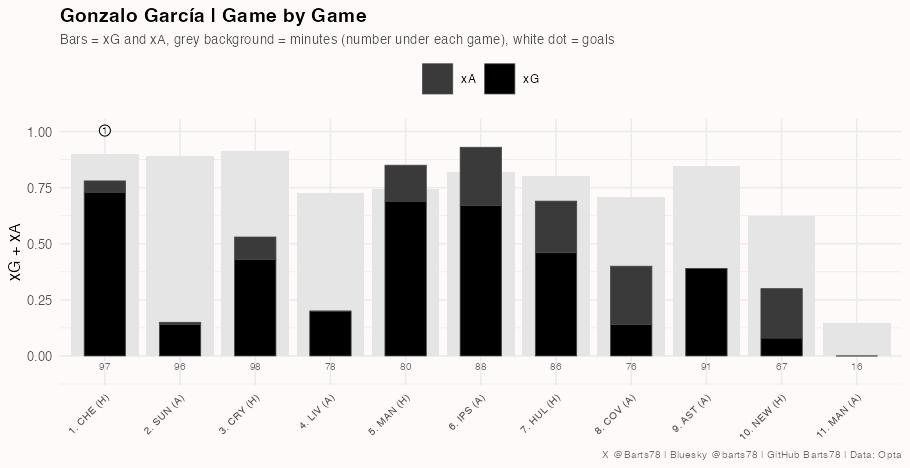 Gonzalo García | Game by Game
Bars = xG and xA, grey background = minutes (number under each game), white dot = goals
xA xG
xG + xA
1.00
0.75
0.50
0.25
0.00
1
97 96 98 78 80 88 86 76 91 67 16
1. CHE (H) 2. SUN (A) 3. CRY (H) 4. LIV (A) 5. MAN (H) 6. IPS (A) 7. HUL (H) 8. COV (A) 9. AST (A) 10. NEW (H) 11. MAN (A)
X @Barts78 | Bluesky @barts78 | GitHub Barts78 | Data: Opta